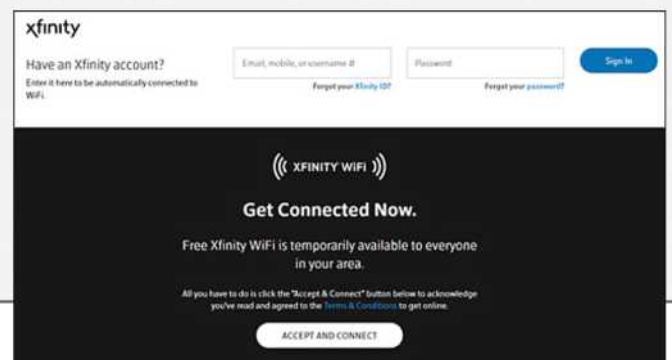 xfinity
Have an Xfinity account?
Enter it here to be automatically connected to
WiFi.
Email, mobile, or username #
Forgot your Xfinity ID?
Password
Forgot your password?
Sign In
XFINITY WiFi
Get Connected Now.
Free Xfinity WiFi is temporarily available to everyone
in your area.
All you have to do is click the "Accept & Connect" button below to acknowledge
you've read and agreed to the Terms & Conditions to get online.
ACCEPT AND CONNECT